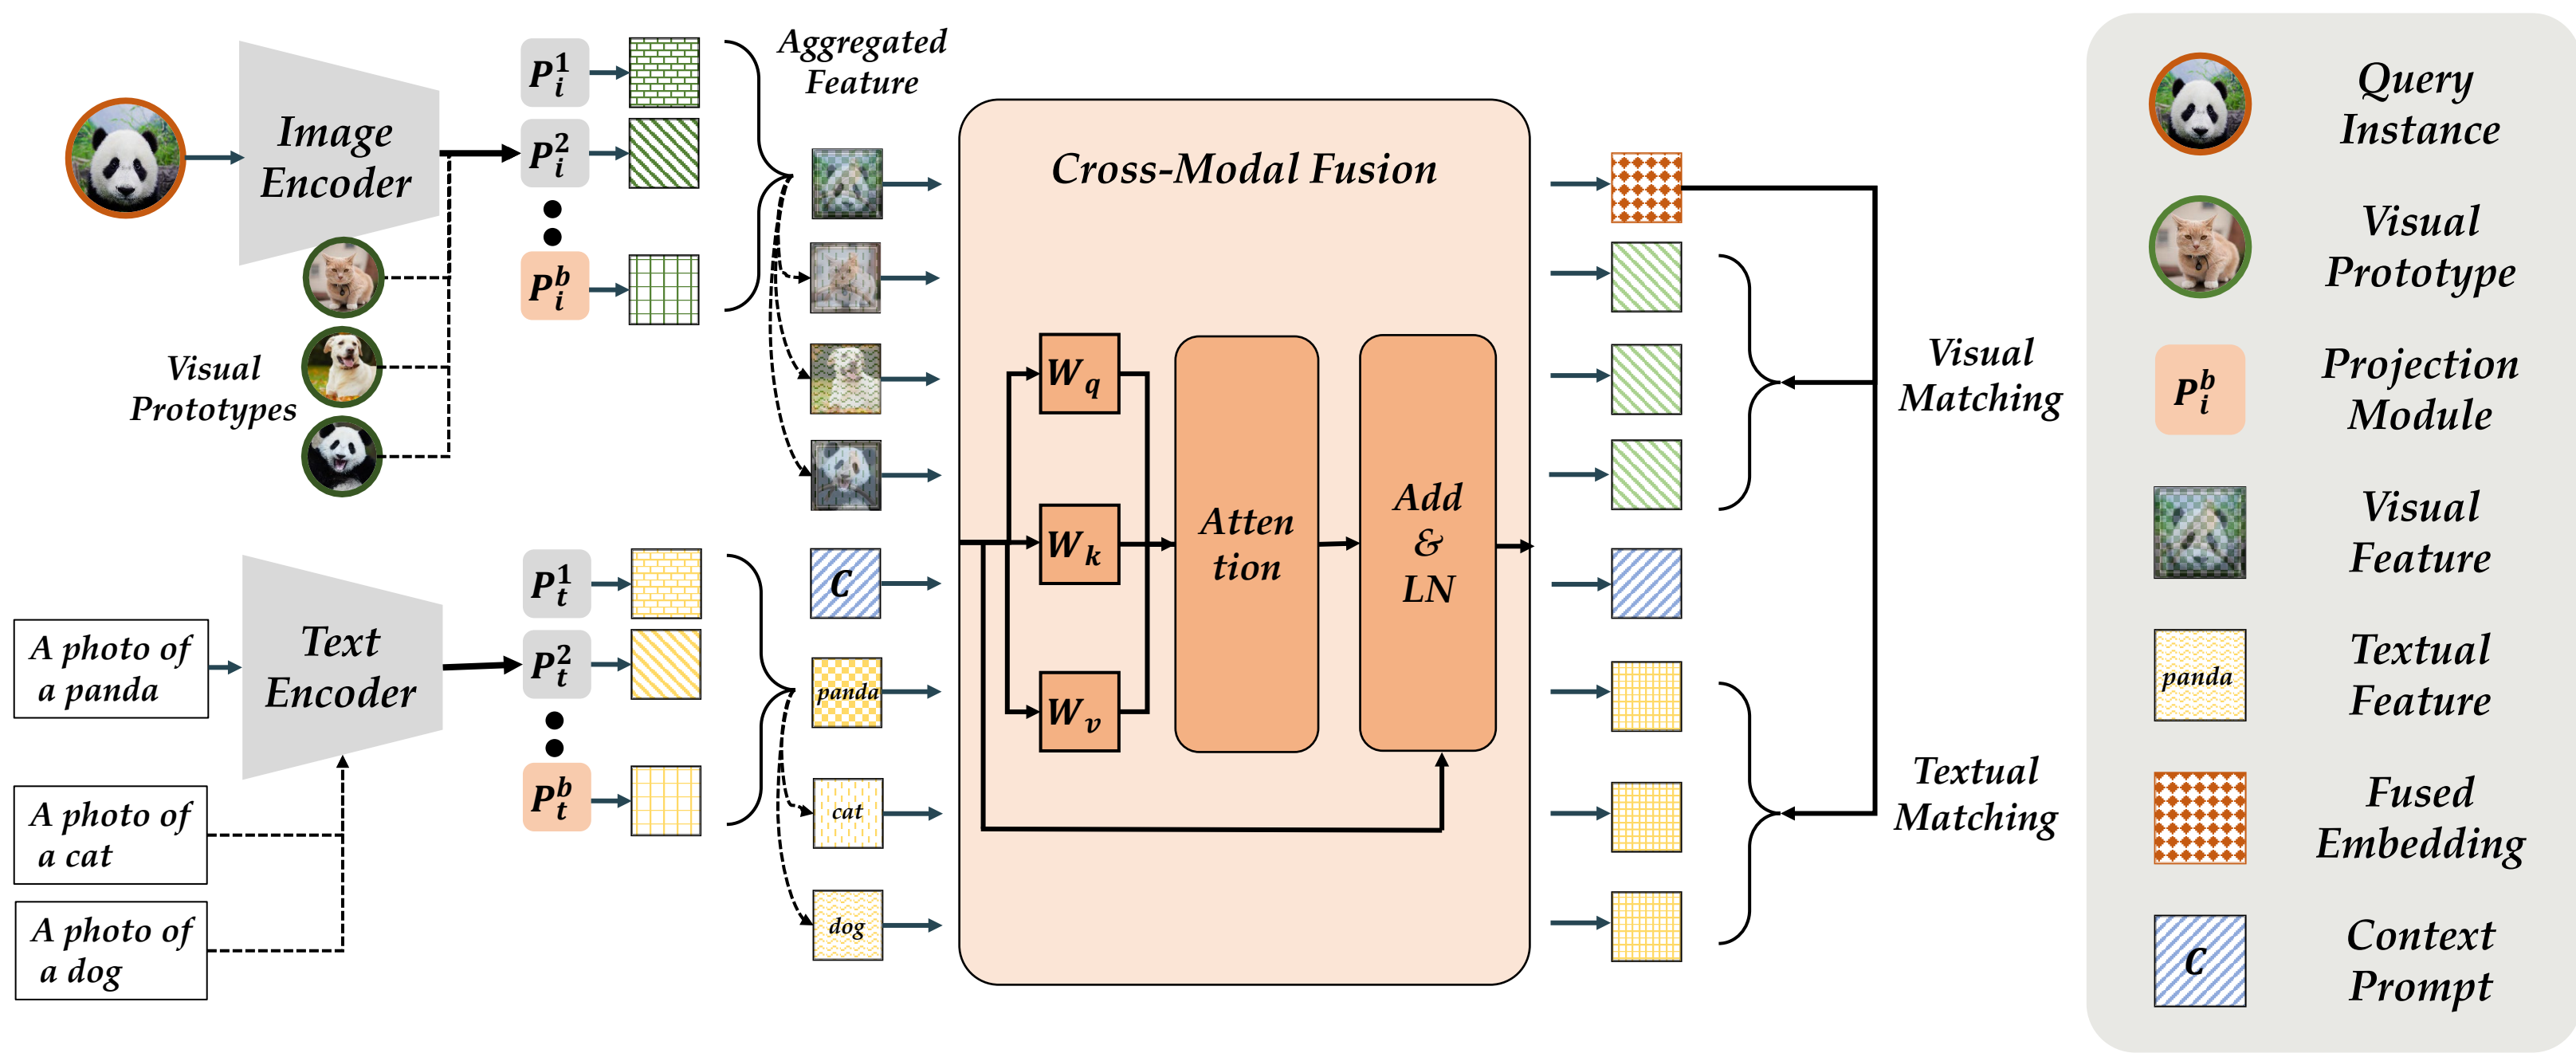 Image
Encoder
Visual
Prototypes
P_i^1
P_i^2
P_i^b
Aggregated
Feature
A photo of
a panda
A photo of
a cat
A photo of
a dog
Text
Encoder
P_t^1
P_t^2
P_t^b
C
panda
cat
dog
Cross-Modal Fusion
W_q
W_k
W_v
Atten
tion
Add
&
LN
Visual
Matching
Textual
Matching
Query
Instance
Visual
Prototype
P_i^b
Projection
Module
Visual
Feature
panda
Textual
Feature
Fused
Embedding
C
Context
Prompt